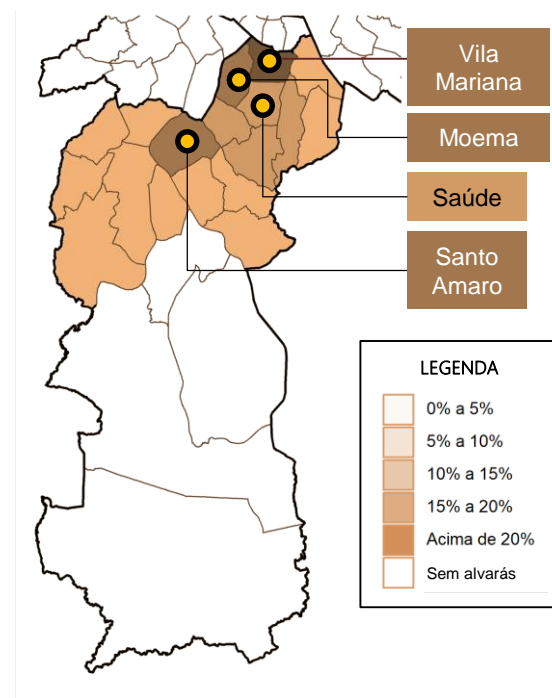 Vila
Mariana
Moema
Saúde
Santo
Amaro
LEGENDA
0% a 5%
5% a 10%
10% a 15%
15% a 20%
Acima de 20%
Sem alvarás